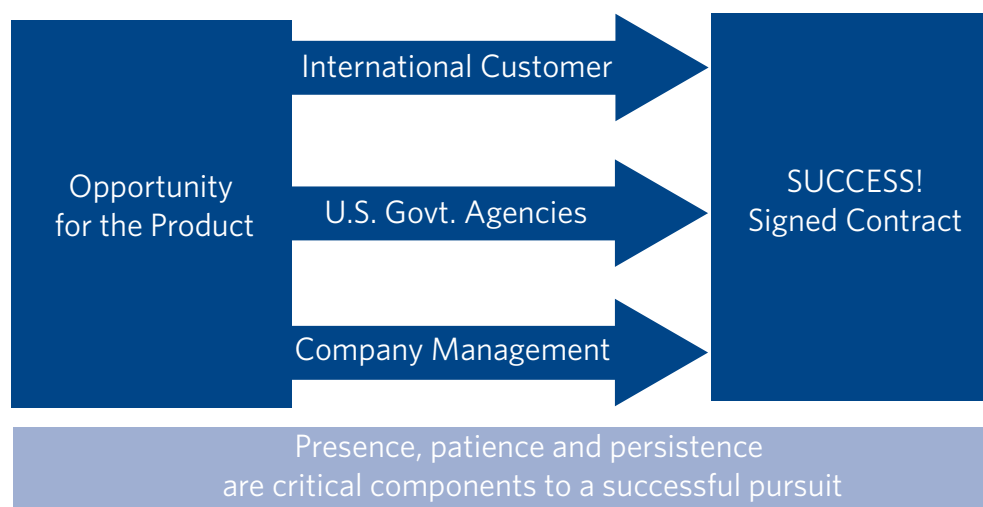 International Customer
Opportunity
for the Product
U.S. Govt. Agencies
SUCCESS!
Signed Contract
Company Management
Presence, patience and persistence
are critical components to a successful pursuit